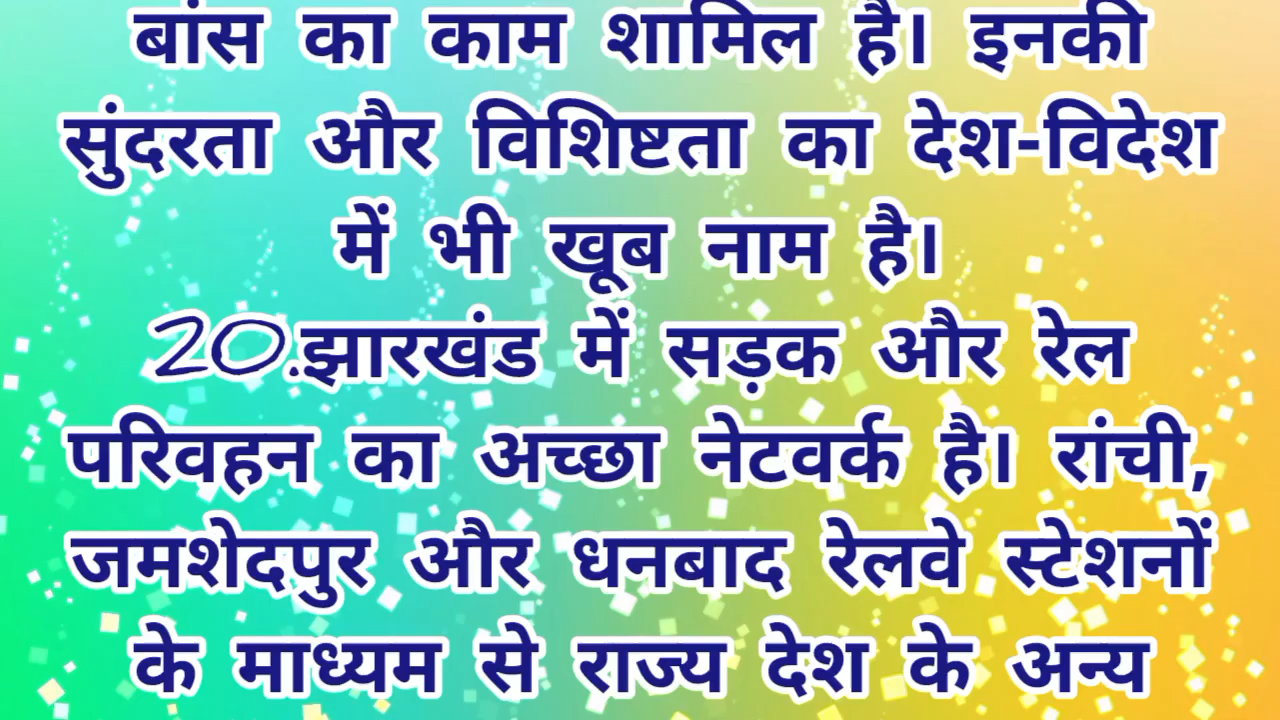 बांस का काम शामिल है। इनकी
सुंदरता और विशिष्टता का देश-विदेश
में भी खूब नाम है।
20.झारखंड में सड़क और रेल
परिवहन का अच्छा नेटवर्क है। रांची,
जमशेदपुर और धनबाद रेलवे स्टेशनों
के माध्यम से राज्य देश के अन्य